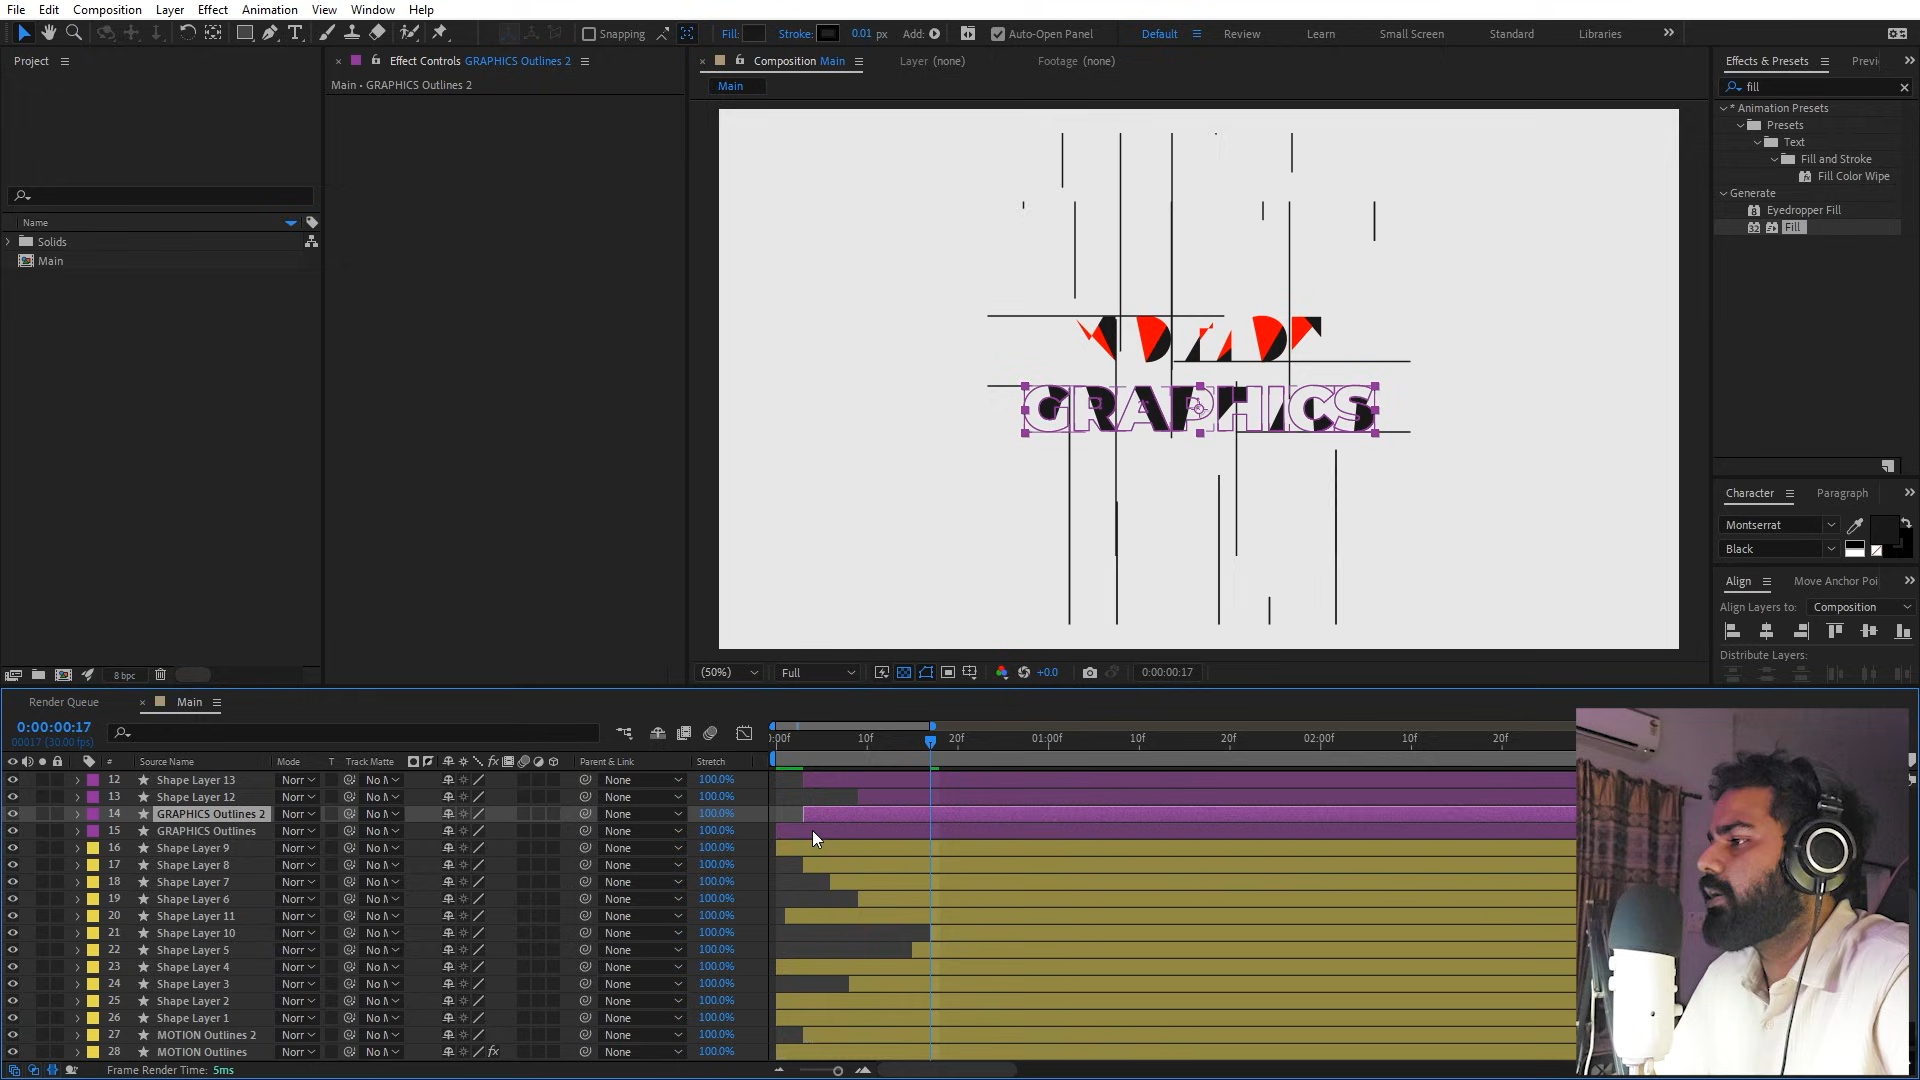 File Edit Composition Layer Effect Animation View Window Help
Snapping Fill: Stroke: 0.01 px Add: Auto-Open Panel Default Review Learn Small Screen Standard Libraries
Project
Effect Controls GRAPHICS Outlines 2
Main • GRAPHICS Outlines 2
Composition Main Layer (none) Footage (none)
Main
Effects & Presets Previ
fill
* Animation Presets
Presets
Text
Fill and Stroke
Fill Color Wipe
Generate
Eyedropper Fill
Fill
GRAPHICS
Name
Solids
Main
Character Paragraph
Montserrat
Black
Align Move Anchor Poi
Align Layers to: Composition
Distribute Layers:
8 bpc
(50%) Full +0.0 0:00:00:17
Render Queue Main
0:00:00:17
00017 (30.00 fps)
0:00f 10f 20f 01:00f 10f 20f 02:00f 10f 20f
# Source Name Mode T Track Matte Parent & Link Stretch
12 Shape Layer 13 Norr No M None 100.0%
13 Shape Layer 12 Norr No M None 100.0%
14 GRAPHICS Outlines 2 Norr No M None 100.0%
15 GRAPHICS Outlines Norr No M None 100.0%
16 Shape Layer 9 Norr No M None 100.0%
17 Shape Layer 8 Norr No M None 100.0%
18 Shape Layer 7 Norr No M None 100.0%
19 Shape Layer 6 Norr No M None 100.0%
20 Shape Layer 11 Norr No M None 100.0%
21 Shape Layer 10 Norr No M None 100.0%
22 Shape Layer 5 Norr No M None 100.0%
23 Shape Layer 4 Norr No M None 100.0%
24 Shape Layer 3 Norr No M None 100.0%
25 Shape Layer 2 Norr No M None 100.0%
26 Shape Layer 1 Norr No M None 100.0%
27 MOTION Outlines 2 Norr No M None 100.0%
28 MOTION Outlines Norr No M fx None 100.0%
Frame Render Time: 5ms